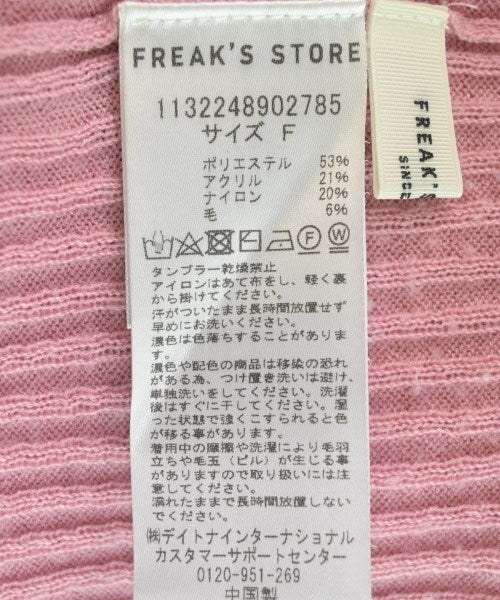 FREAK'S STORE
1132248902785
サイズ F
ポリエステル 53%
アクリル 21%
ナイロン 20%
毛 6%
F W
タンブラー乾燥禁止
アイロンはあて布をし、軽く裏
から掛けてください。
汗がついたまま長時間放置せず
早めにお洗いください。
濃色は色落ちすることがありま
す。
濃色や配色の商品は移染の恐れ
がある為、つけ置き洗いは避け、
単独洗いをしてください。洗濯
後はすぐに干してください。湿
った状態で強くこすられると色
が移る事があります。
着用中の摩擦や洗濯により毛羽
立ちや毛玉（ピル）が生じる事
がありますので取り扱いには注
意してください。
濡れたままで長時間放置しない
でください。
㈱デイトナインターナショナル
カスタマーサポートセンター
0120-951-269
中国製
FREAK'S
SINCE